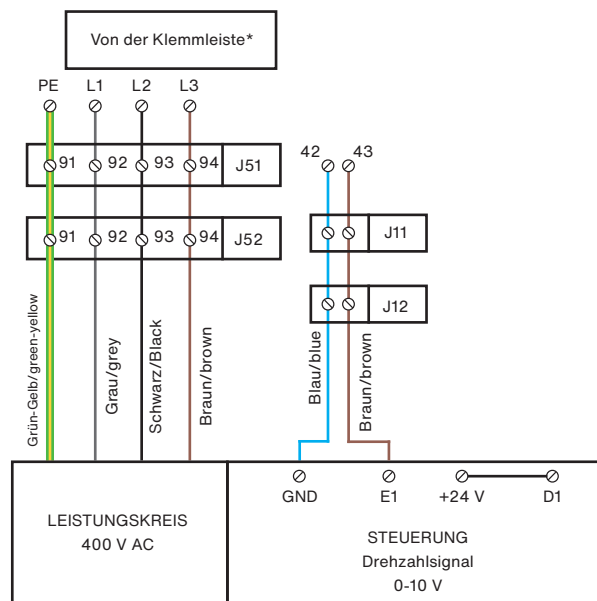 Von der Klemmleiste*
PE L1 L2 L3
91 92 93 94 J51
42 43
91 92 93 94 J52
J11
J12
Grün-Gelb/green-yellow
Grau/grey
Schwarz/Black
Braun/brown
Blau/blue
Braun/brown
GND E1 +24 V D1
LEISTUNGSKREIS
400 V AC
STEUERUNG
Drehzahlsignal
0-10 V